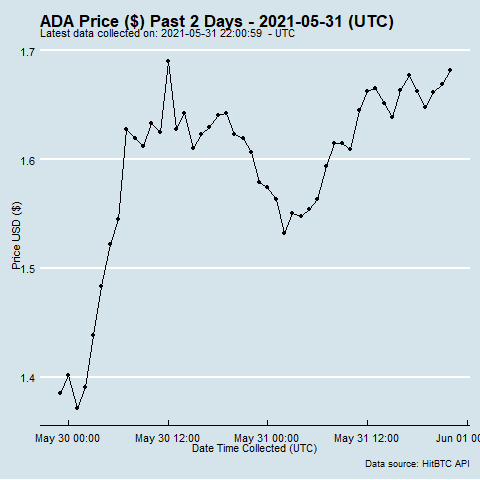 ADA Price ($) Past 2 Days - 2021-05-31 (UTC)
Latest data collected on: 2021-05-31 22:00:59  - UTC
1.7
1.6
1.5
1.4
Price USD ($)
May 30 00:00 May 30 12:00 May 31 00:00 May 31 12:00 Jun 01 00
Date Time Collected (UTC)
Data source: HitBTC API